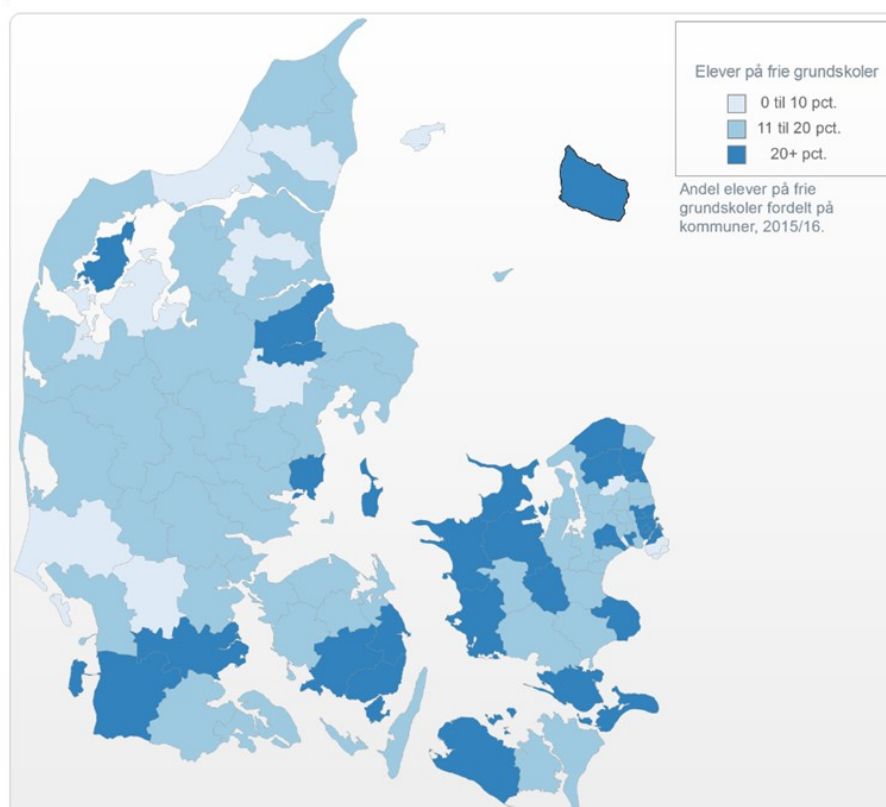 Elever på frie grundskoler
0 til 10 pct.
11 til 20 pct.
20+ pct.
Andel elever på frie
grundskoler fordelt på
kommuner, 2015/16.